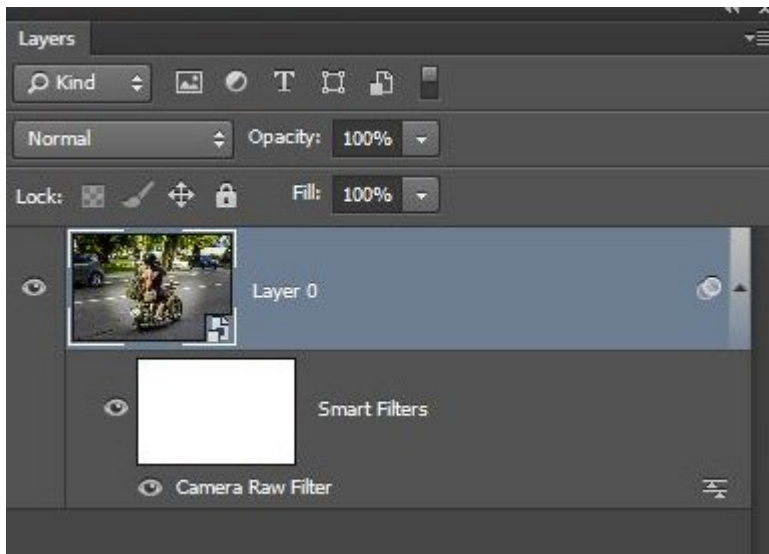 Layers
Kind
Normal Opacity: 100%
Lock: Fill: 100%
Layer 0
Smart Filters
Camera Raw Filter